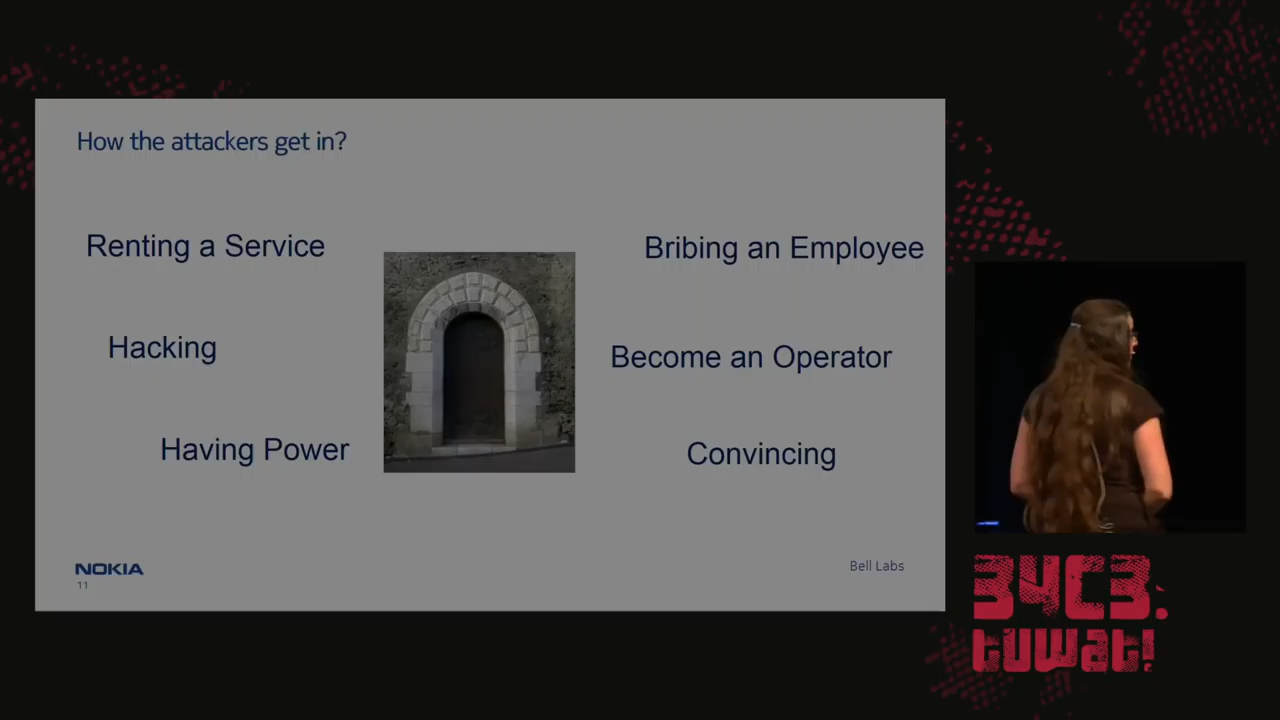 How the attackers get in?
Renting a Service
Bribing an Employee
Hacking
Become an Operator
Having Power
Convincing
NOKIA
11
Bell Labs
34C3.
tuwat!